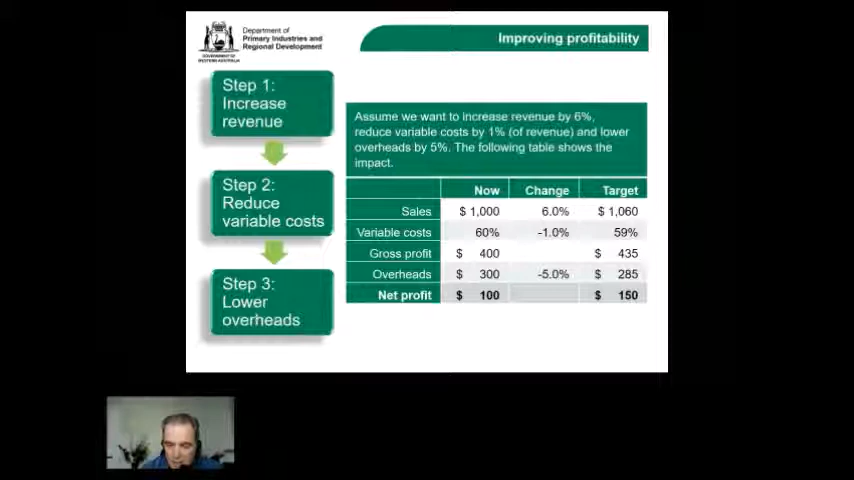 Department of
Primary Industries and
Regional Development
GOVERNMENT OF
WESTERN AUSTRALIA
Improving profitability
Step 1:
Increase
revenue
Step 2:
Reduce
variable costs
Step 3:
Lower
overheads
Assume we want to increase revenue by 6%,
reduce variable costs by 1% (of revenue) and lower
overheads by 5%. The following table shows the
impact.
Now Change Target
Sales $ 1,000 6.0% $ 1,060
Variable costs 60% -1.0% 59%
Gross profit $ 400 $ 435
Overheads $ 300 -5.0% $ 285
Net profit $ 100 $ 150